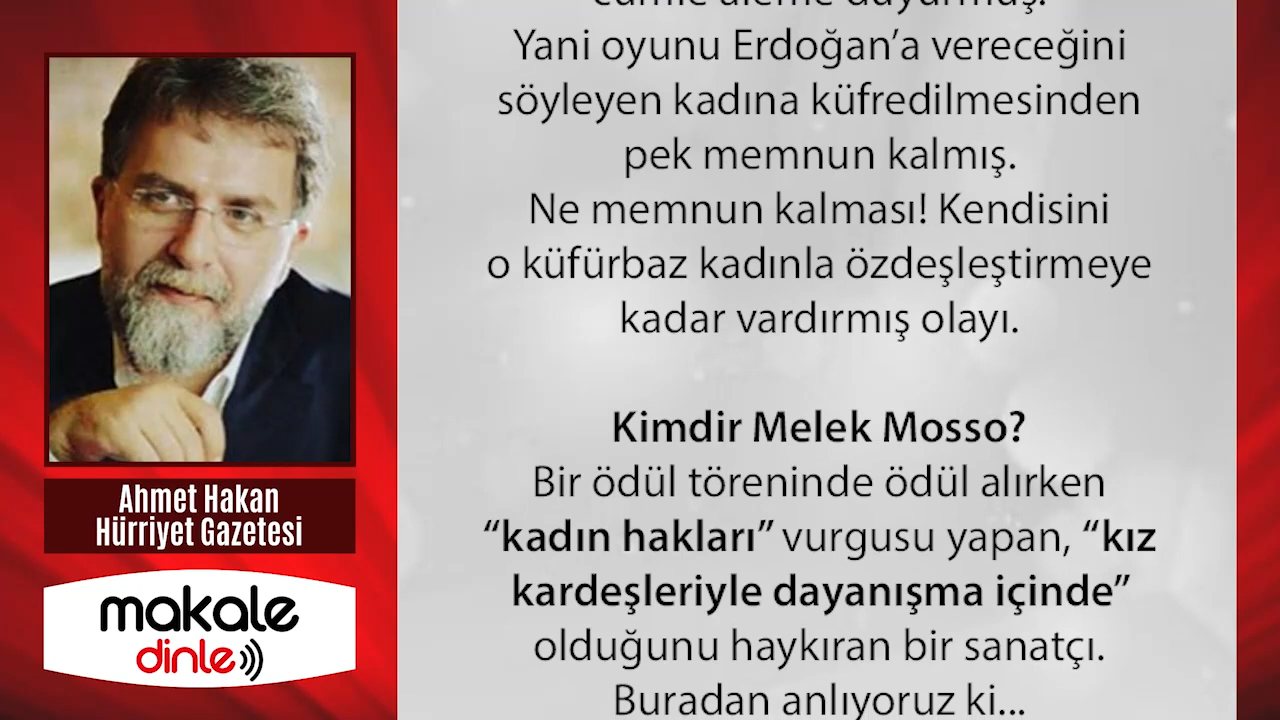 Yani oyunu Erdoğan’a vereceğini
söyleyen kadına küfredilmesinden
pek memnun kalmış.
Ne memnun kalması! Kendisini
o küfürbaz kadınla özdeşleştirmeye
kadar vardırmış olayı.
Kimdir Melek Mosso?
Bir ödül töreninde ödül alırken
“kadın hakları” vurgusu yapan, “kız
kardeşleriyle dayanışma içinde”
olduğunu haykıran bir sanatçı.
Buradan anlıyoruz ki...
Ahmet Hakan
Hürriyet Gazetesi
makale
dinle